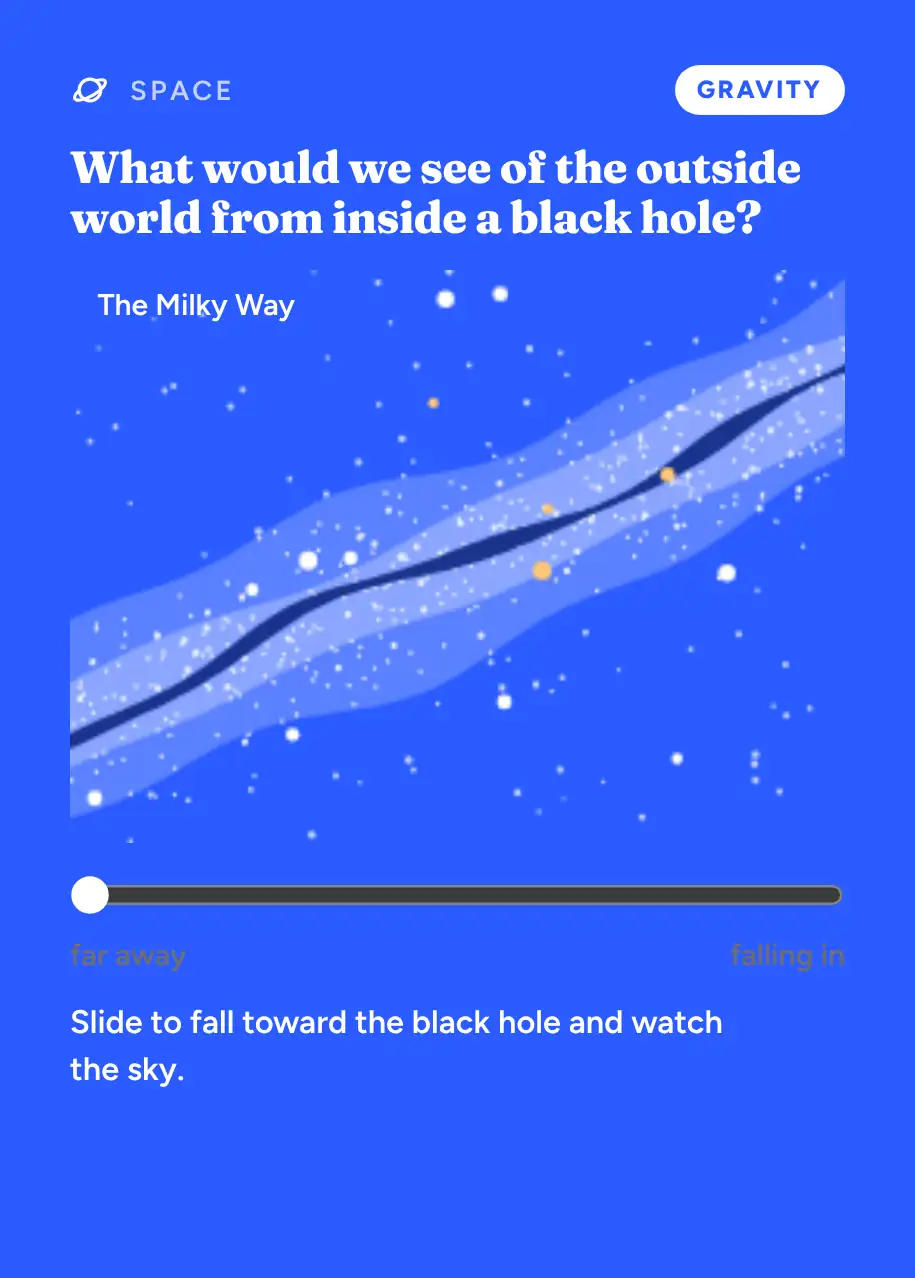 SPACE
GRAVITY
What would we see of the outside
world from inside a black hole?
The Milky Way
far away
falling in
Slide to fall toward the black hole and watch
the sky.